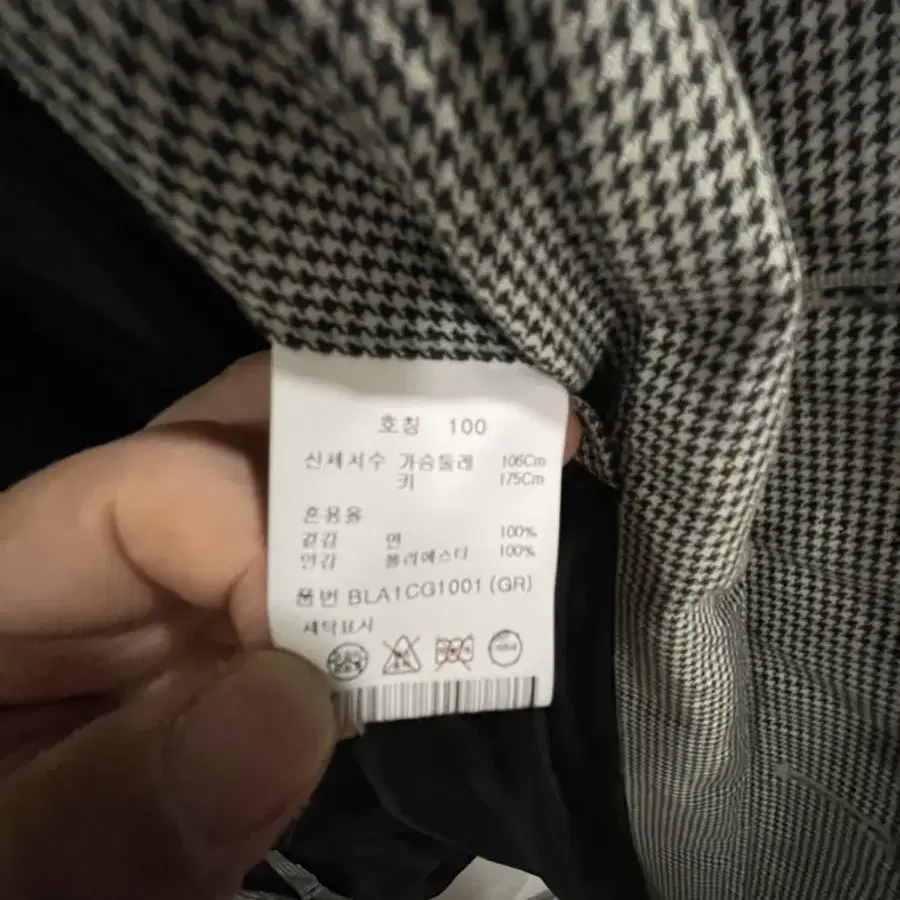 호칭 100
신체치수 가슴둘레 106Cm
키 175Cm
혼용율
겉감 면 100%
안감 폴리에스터 100%
품번 BLA1CG1001 (GR)
세탁표시